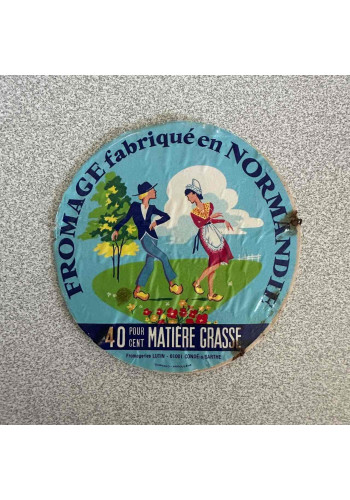 FROMAGE fabriqué en NORMANDIE
40 POUR CENT MATIÈRE GRASSE